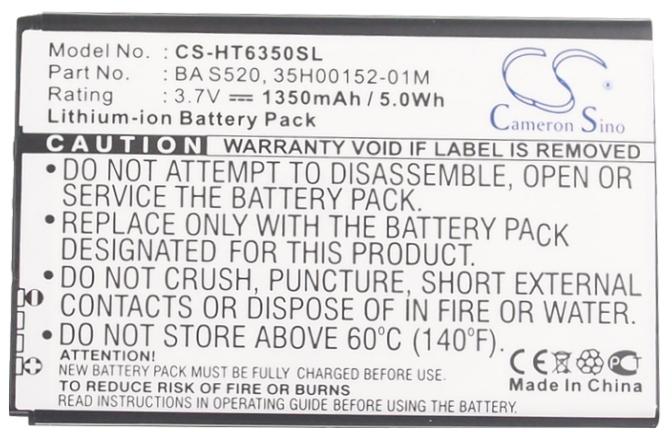 Model No. : CS-HT6350SL
Part No. : BA S520, 35H00152-01M
Rating : 3.7V 1350mAh / 5.0Wh
Lithium-ion Battery Pack
CS
Cameron Sino
CAUTION WARRANTY VOID IF LABEL IS REMOVED
•DO NOT ATTEMPT TO DISASSEMBLE, OPEN OR
SERVICE THE BATTERY PACK.
•REPLACE ONLY WITH THE BATTERY PACK
DESIGNATED FOR THIS PRODUCT.
•DO NOT CRUSH, PUNCTURE, SHORT EXTERNAL
CONTACTS OR DISPOSE OF IN FIRE OR WATER.
•DO NOT STORE ABOVE 60°C (140°F).
ATTENTION!
NEW BATTERY PACK MUST BE FULLY CHARGED BEFORE USE
TO REDUCE RISK OF FIRE OR BURNS
READ INSTRUCTIONS INCLUDING OPERATING GUIDE BEFORE USE
CE
Made In China